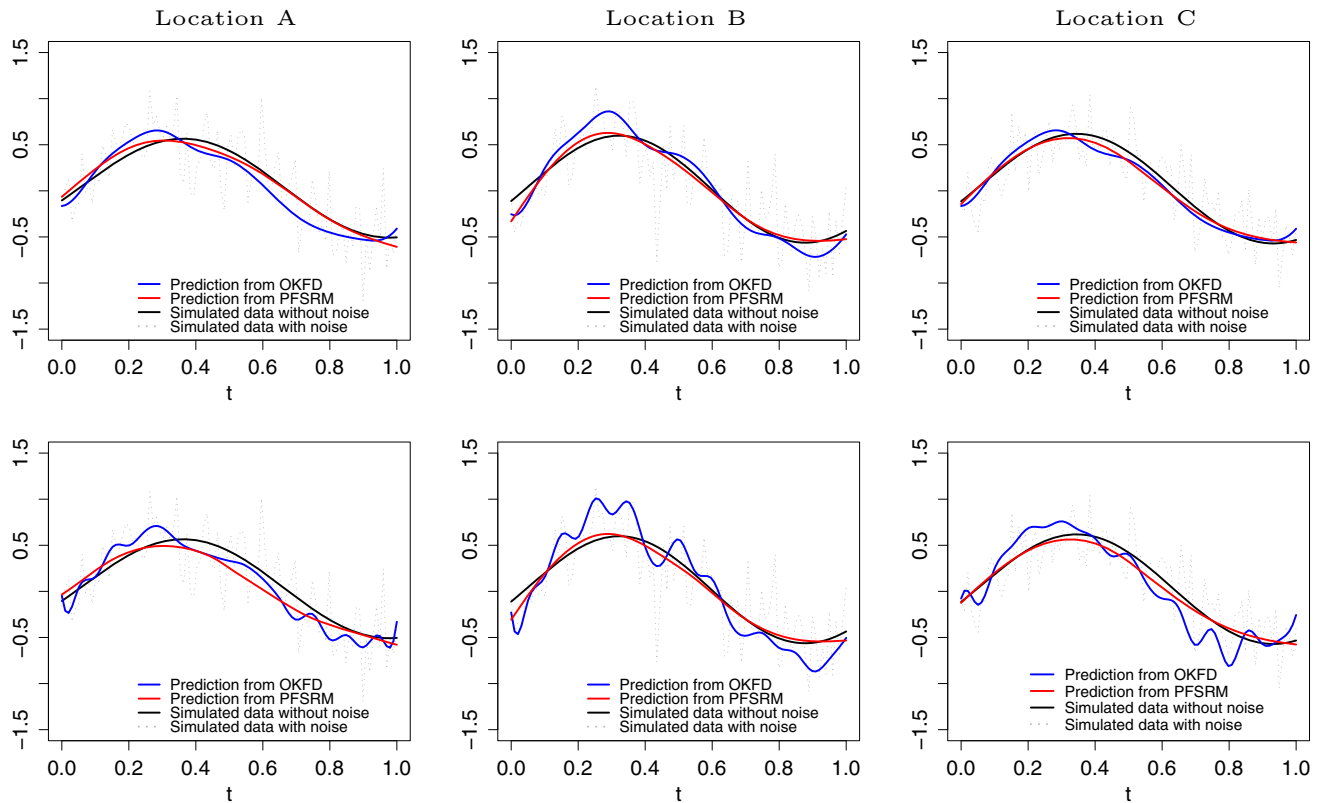 Location A
Location B
Location C
1.5
0.5
−0.5
−1.5
Prediction from OKFD
Prediction from PFSRM
Simulated data without noise
Simulated data with noise
0.0 0.2 0.4 0.6 0.8 1.0
t
1.5
0.5
−0.5
−1.5
Prediction from OKFD
Prediction from PFSRM
Simulated data without noise
Simulated data with noise
0.0 0.2 0.4 0.6 0.8 1.0
t
1.5
0.5
−0.5
−1.5
Prediction from OKFD
Prediction from PFSRM
Simulated data without noise
Simulated data with noise
0.0 0.2 0.4 0.6 0.8 1.0
t
1.5
0.5
−0.5
−1.5
Prediction from OKFD
Prediction from PFSRM
Simulated data without noise
Simulated data with noise
0.0 0.2 0.4 0.6 0.8 1.0
t
1.5
0.5
−0.5
−1.5
Prediction from OKFD
Prediction from PFSRM
Simulated data without noise
Simulated data with noise
0.0 0.2 0.4 0.6 0.8 1.0
t
1.5
0.5
−0.5
−1.5
Prediction from OKFD
Prediction from PFSRM
Simulated data without noise
Simulated data with noise
0.0 0.2 0.4 0.6 0.8 1.0
t